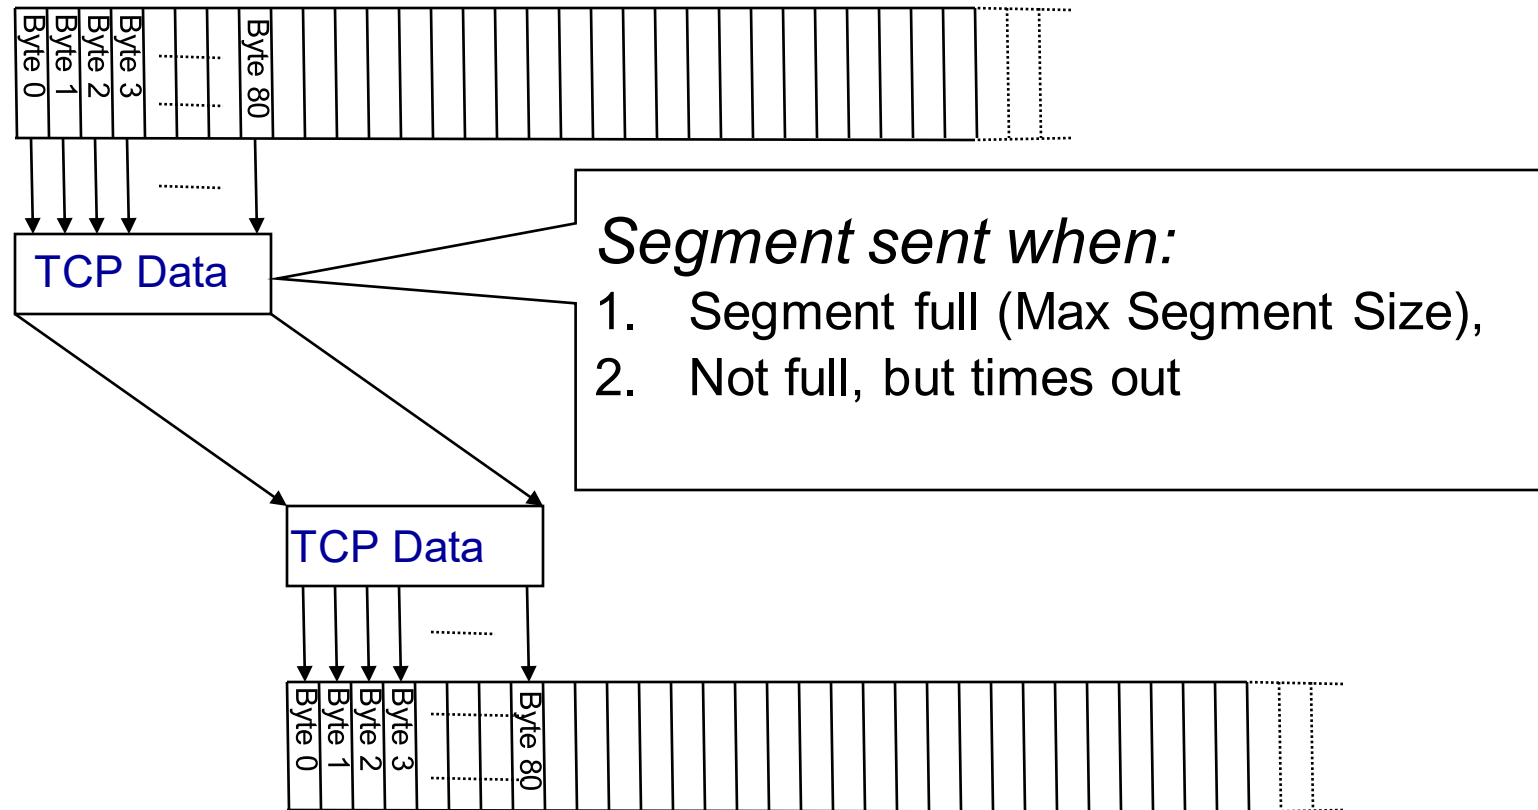 Byte 0
Byte 1
Byte 2
Byte 3
Byte 80
TCP Data
Segment sent when:
1. Segment full (Max Segment Size),
2. Not full, but times out
TCP Data
Byte 0
Byte 1
Byte 2
Byte 3
Byte 80